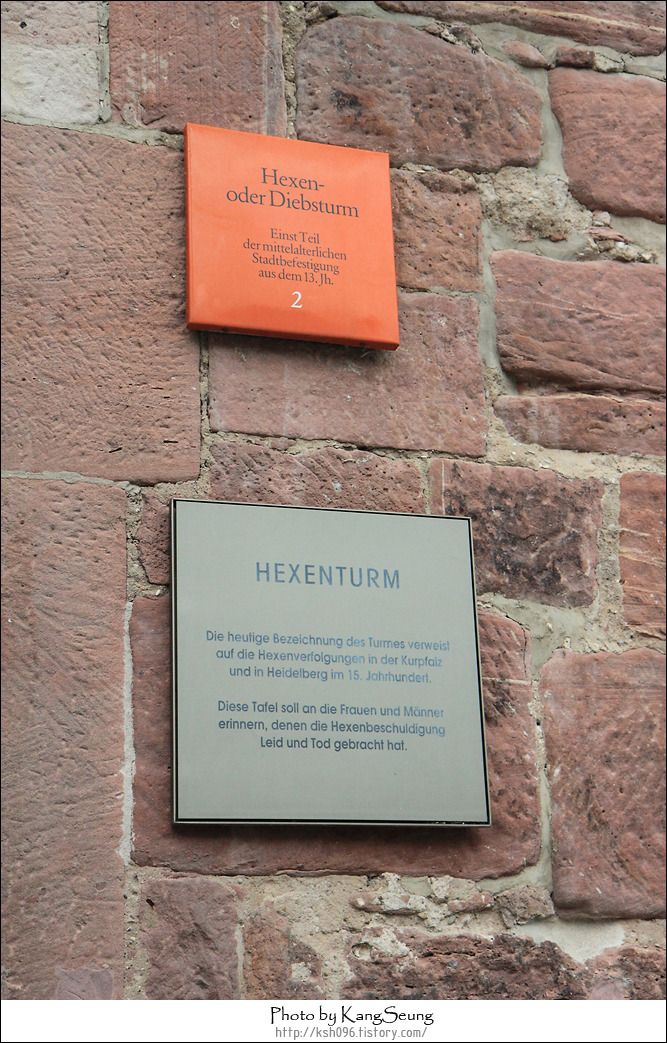 Hexen-
oder Diebsturm
Einst Teil
der mittelalterlichen
Stadtbefestigung
aus dem 13. Jh.
2
HEXENTURM
Die heutige Bezeichnung des Turmes verweist
auf die Hexenverfolgungen in der Kurpfalz
und in Heidelberg im 15. Jahrhundert.
Diese Tafel soll an die Frauen und Männer
erinnern, denen die Hexenbeschuldigung
Leid und Tod gebracht hat.
Photo by KangSeung
http://ksh096.tistory.com/